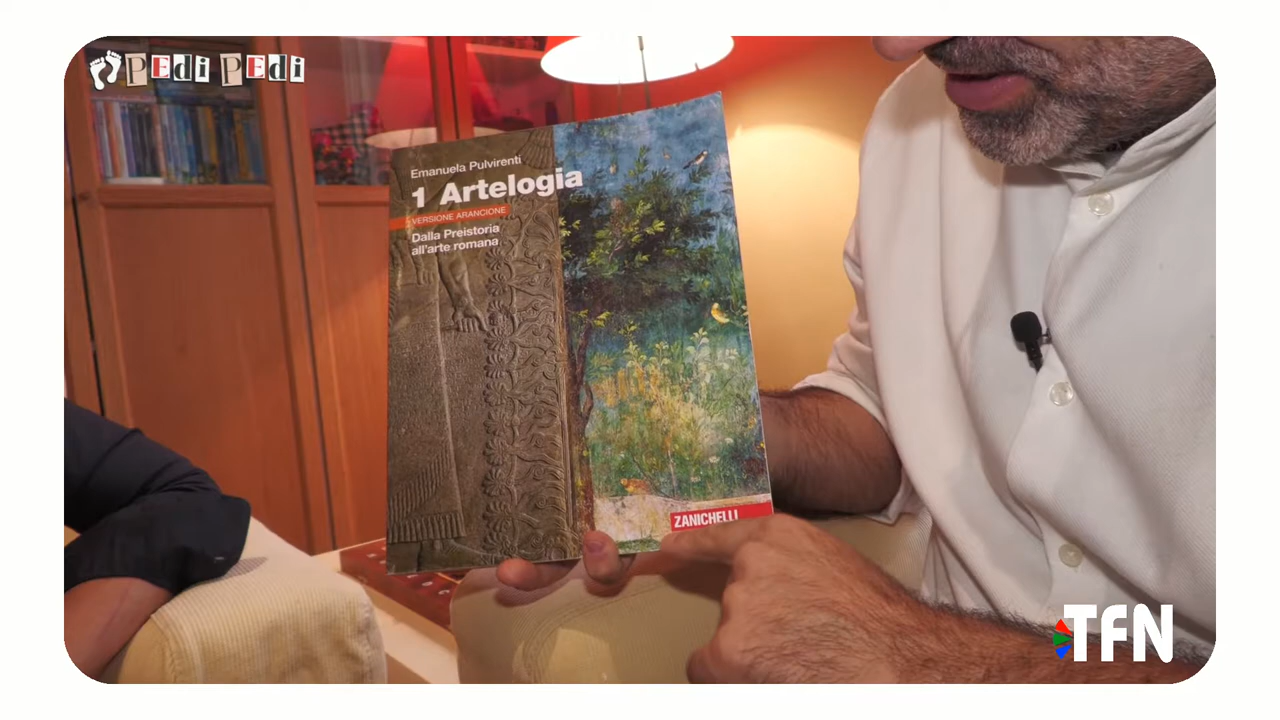 PEdi PEdi
Emanuela Pulvirenti
1 Artelogia
VERSIONE ARANCIONE
Dalla Preistoria
all'arte romana
ZANICHELLI
TFN